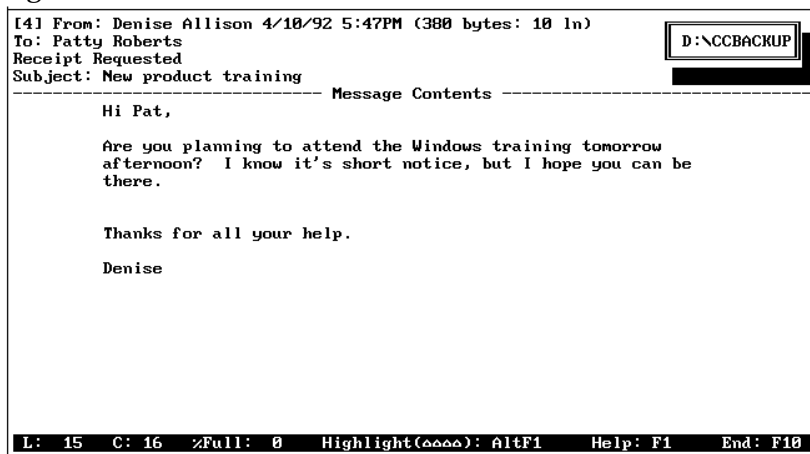 [4] From: Denise Allison 4/10/92 5:47PM (380 bytes: 10 ln)
To: Patty Roberts
D:\CCBACKUP
Receipt Requested
Subject: New product training
------------------------------ Message Contents ------------------------------
Hi Pat,
Are you planning to attend the Windows training tomorrow
afternoon?  I know it's short notice, but I hope you can be
there.
Thanks for all your help.
Denise
L:  15  C: 16  %Full:  0  Highlight(△△△△): AltF1  Help: F1  End: F10